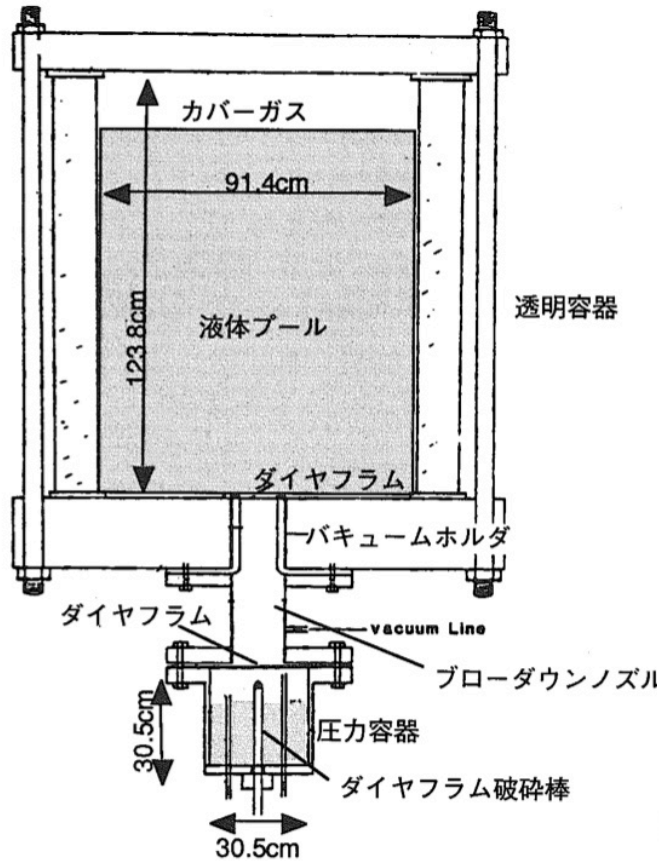 カバーガス
91.4cm
透明容器
液体プール
123.8cm
ダイヤフラム
バキュームホルダ
ダイヤフラム
vacuum Line
ブローダウンノズル
圧力容器
30.5cm
ダイヤフラム破砕棒
30.5cm